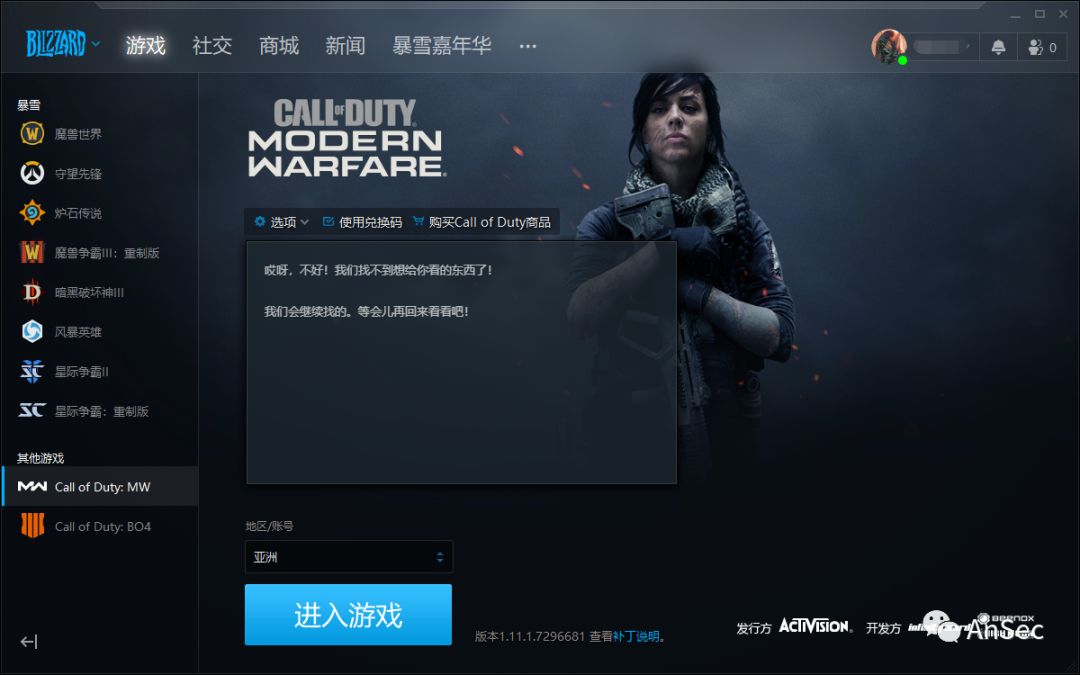 BLIZZARD
游戏
社交
商城
新闻
暴雪嘉年华
...
0
暴雪
魔兽世界
守望先锋
炉石传说
魔兽争霸III：重制版
暗黑破坏神III
风暴英雄
星际争霸II
星际争霸：重制版
其他游戏
Call of Duty: MW
Call of Duty: BO4
CALL OF DUTY®
MODERN
WARFARE®
选项
使用兑换码
购买Call of Duty商品
哎呀，不好！我们找不到想给你看的东西了！
我们会继续找的。等会儿再回来看看吧！
地区/账号
亚洲
进入游戏
版本1.11.1.7296681 查看补丁说明。
发行方 ACTIVISION®
开发方
BEENOX
AhSec